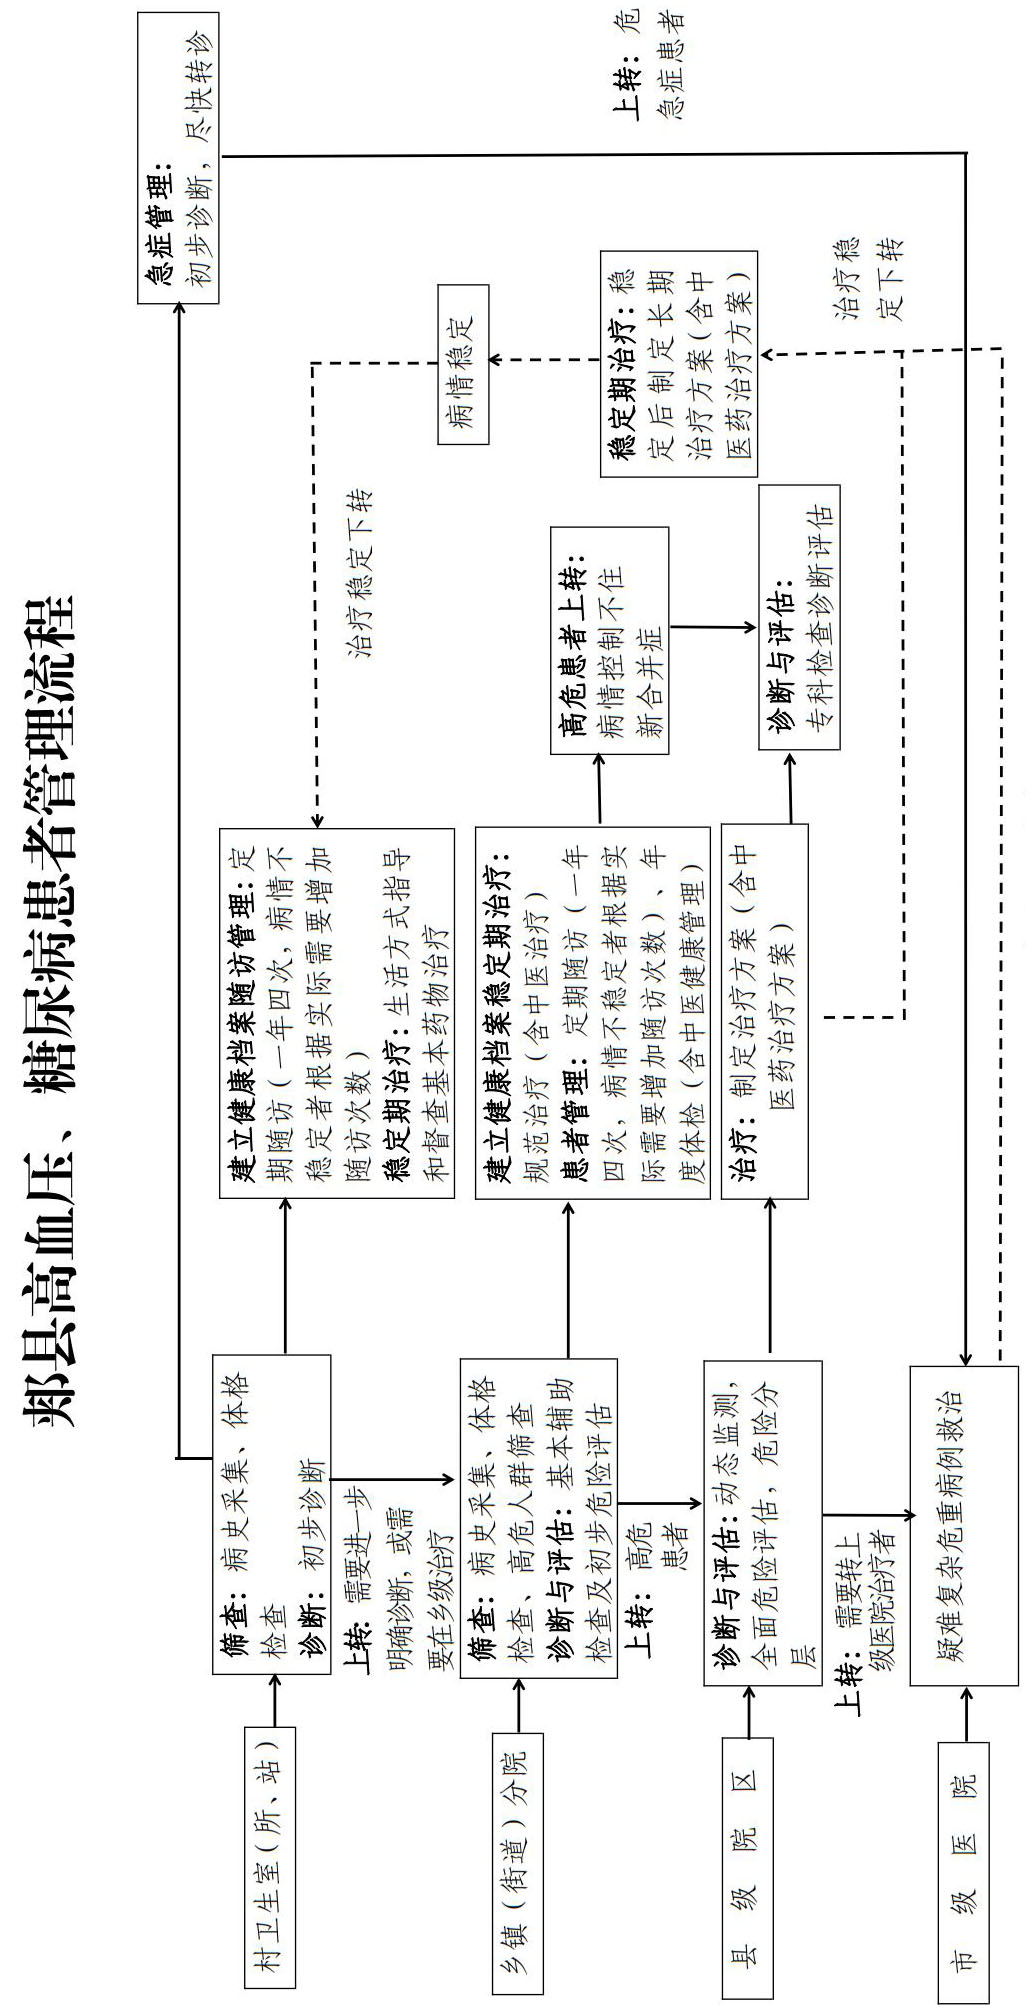 郏县高血压、糖尿病患者管理流程
急症管理：
初步诊断，尽快转诊
上转：危
急症患者
村卫生室（所、站）
筛查：病史采集、体格
检查
诊断：初步诊断
建立健康档案随访管理：定
期随访（一年四次，病情不
稳定者根据实际需要增加
随访次数）
稳定期治疗：生活方式指导
和督查基本药物治疗
治疗稳定下转
病情稳定
上转：需要进一步
明确诊断，或需
要在乡级治疗
乡镇（街道）分院
筛查：病史采集、体格
检查、高危人群筛查
诊断与评估：基本辅助
检查及初步危险评估
建立健康档案稳定期治疗：
规范治疗（含中医治疗）
患者管理：定期随访（一年
四次，病情不稳定者根据实
际需要增加随访次数）、年
度体检（含中医健康管理）
高危患者上转：
病情控制不住
新合并症
稳定期治疗：稳
定后制定长期
治疗方案（含中
医药治疗方案）
上转：高危
患者
县级院区
诊断与评估：动态监测，
全面危险评估，危险分
层
治疗：制定治疗方案（含中
医药治疗方案）
诊断与评估：
专科检查诊断评估
治疗稳
定下转
上转：需要转上
级医院治疗者
市级医院
疑难复杂危重病例救治